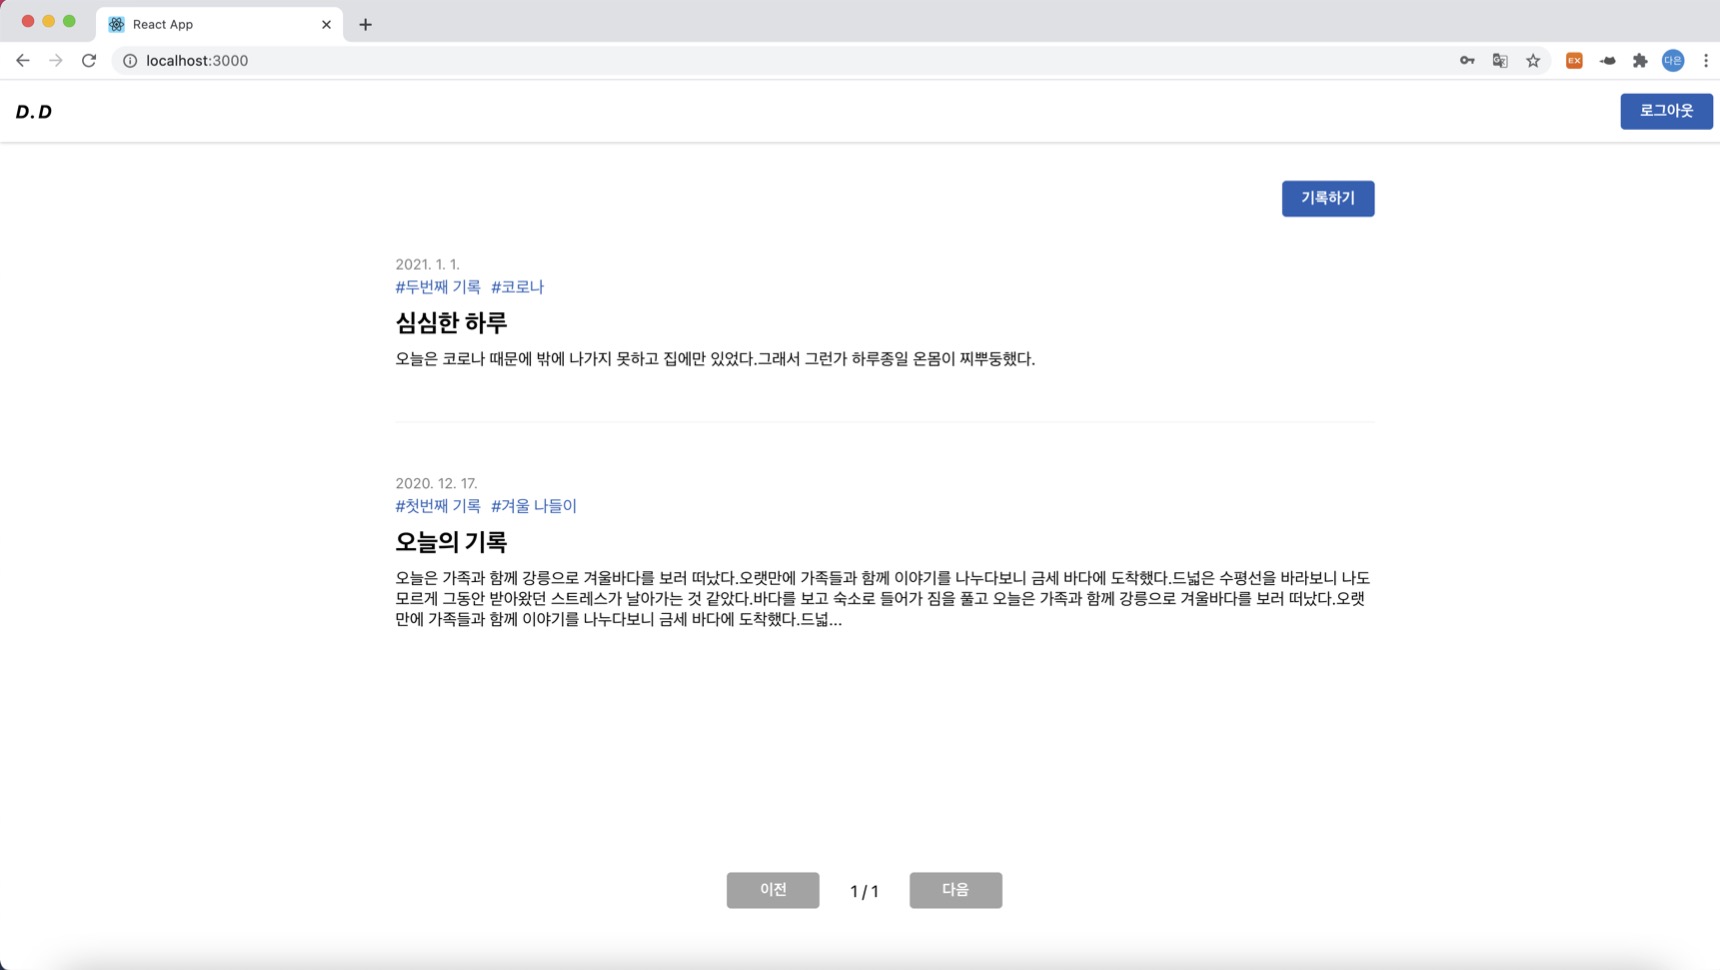 React App
localhost:3000
EX
다은
D.D
로그아웃
기록하기
2021. 1. 1.
#두번째 기록 #코로나
심심한 하루
오늘은 코로나 때문에 밖에 나가지 못하고 집에만 있었다.그래서 그런가 하루종일 온몸이 찌뿌둥했다.
2020. 12. 17.
#첫번째 기록 #겨울 나들이
오늘의 기록
오늘은 가족과 함께 강릉으로 겨울바다를 보러 떠났다.오랫만에 가족들과 함께 이야기를 나누다보니 금세 바다에 도착했다.드넓은 수평선을 바라보니 나도
모르게 그동안 받아왔던 스트레스가 날아가는 것 같았다.바다를 보고 숙소로 들어가 짐을 풀고 오늘은 가족과 함께 강릉으로 겨울바다를 보러 떠났다.오랫
만에 가족들과 함께 이야기를 나누다보니 금세 바다에 도착했다.드넓...
이전
1 / 1
다음